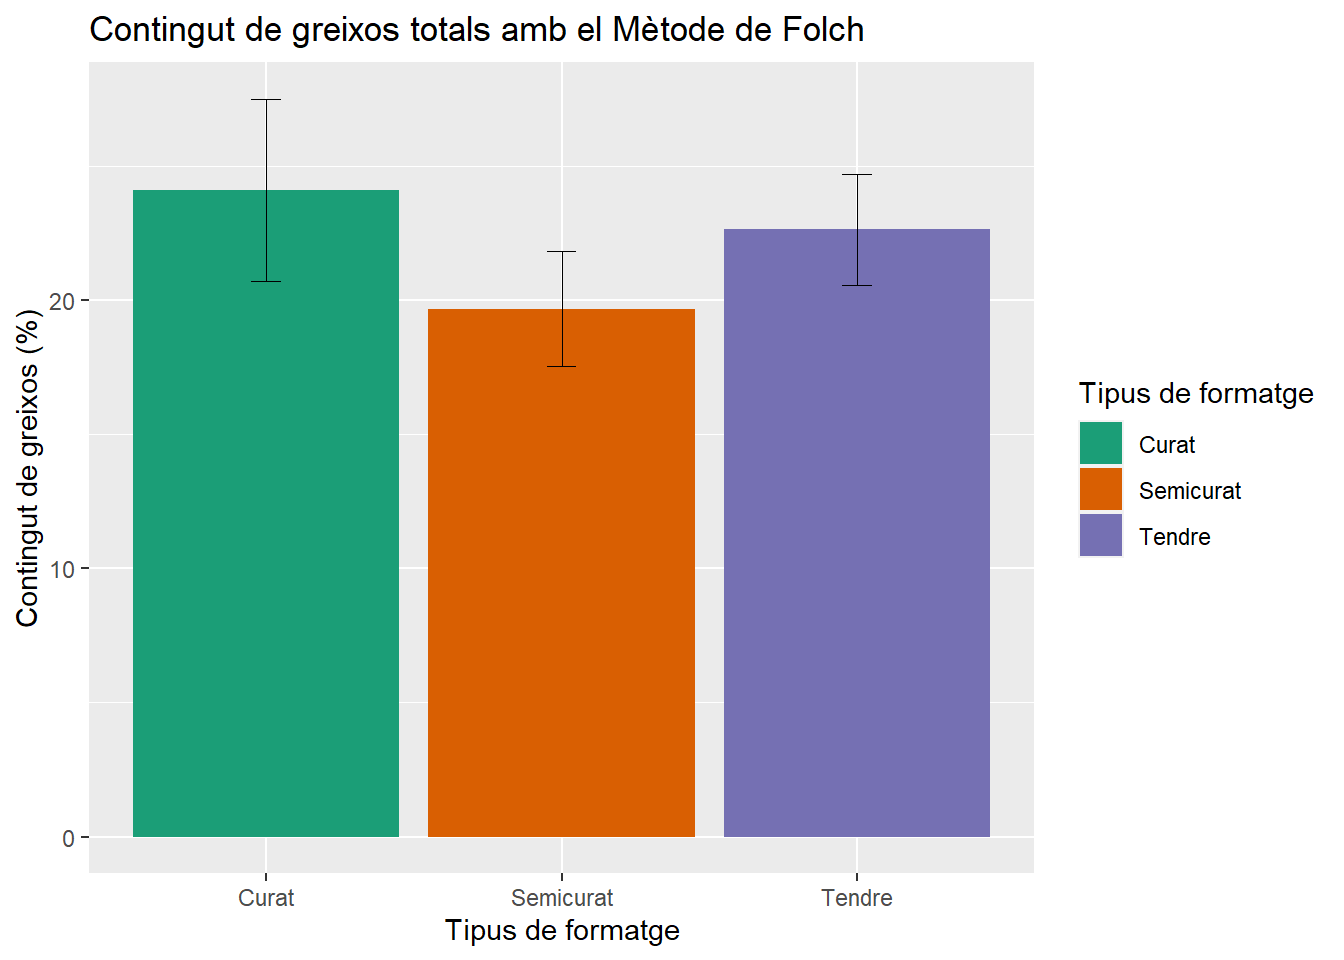 Contingut de greixos totals amb el Mètode de Folch
Contingut de greixos (%)
20
10
0
Curat
Semicurat
Tendre
Tipus de formatge
Tipus de formatge
Curat
Semicurat
Tendre